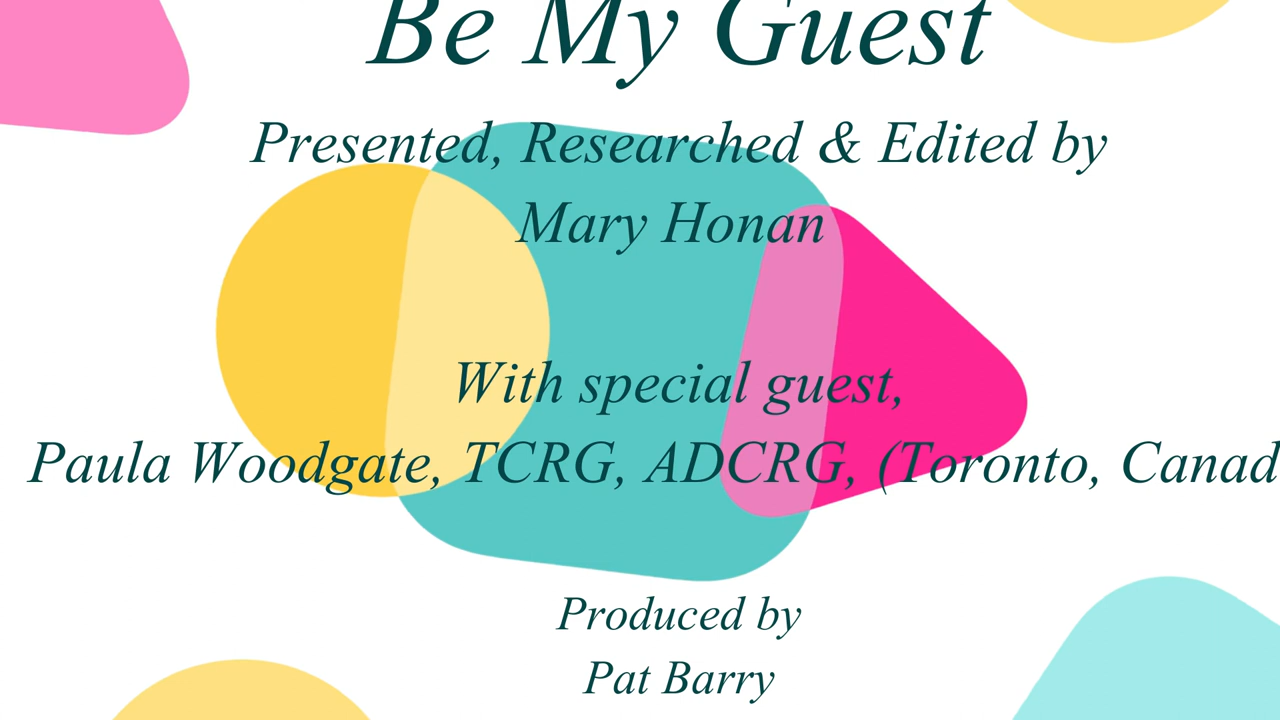 Be My Guest
Presented, Researched & Edited by
Mary Honan
With special guest,
Paula Woodgate, TCRG, ADCRG, (Toronto, Canad
Produced by
Pat Barry